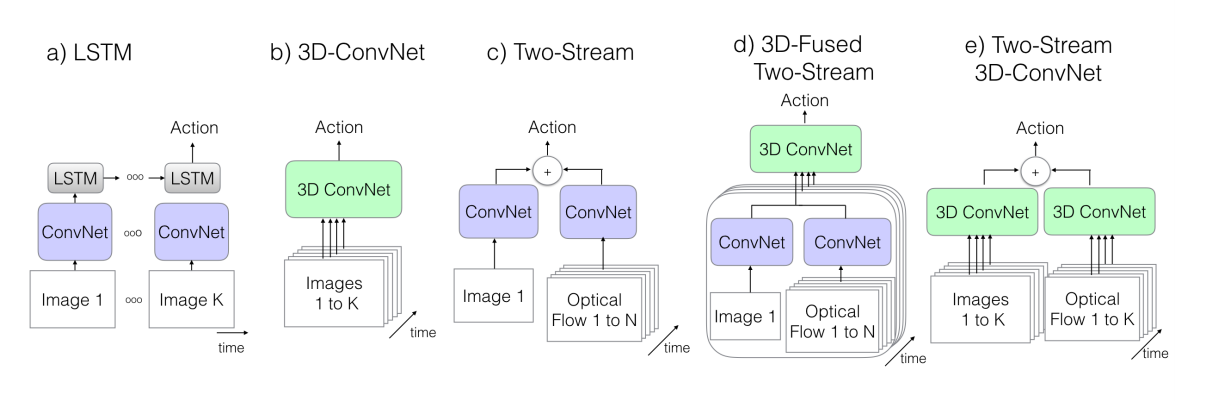 a) LSTM
Action
LSTM
ooo
LSTM
ConvNet
ooo
ConvNet
Image 1
ooo
Image K
time
b) 3D-ConvNet
Action
3D ConvNet
Images
1 to K
time
c) Two-Stream
Action
+
ConvNet
ConvNet
Image 1
Optical
Flow 1 to N
time
d) 3D-Fused
Two-Stream
Action
3D ConvNet
ConvNet
ConvNet
Image 1
Optical
Flow 1 to N
time
e) Two-Stream
3D-ConvNet
Action
+
3D ConvNet
3D ConvNet
Images
1 to K
Optical
Flow 1 to K
time